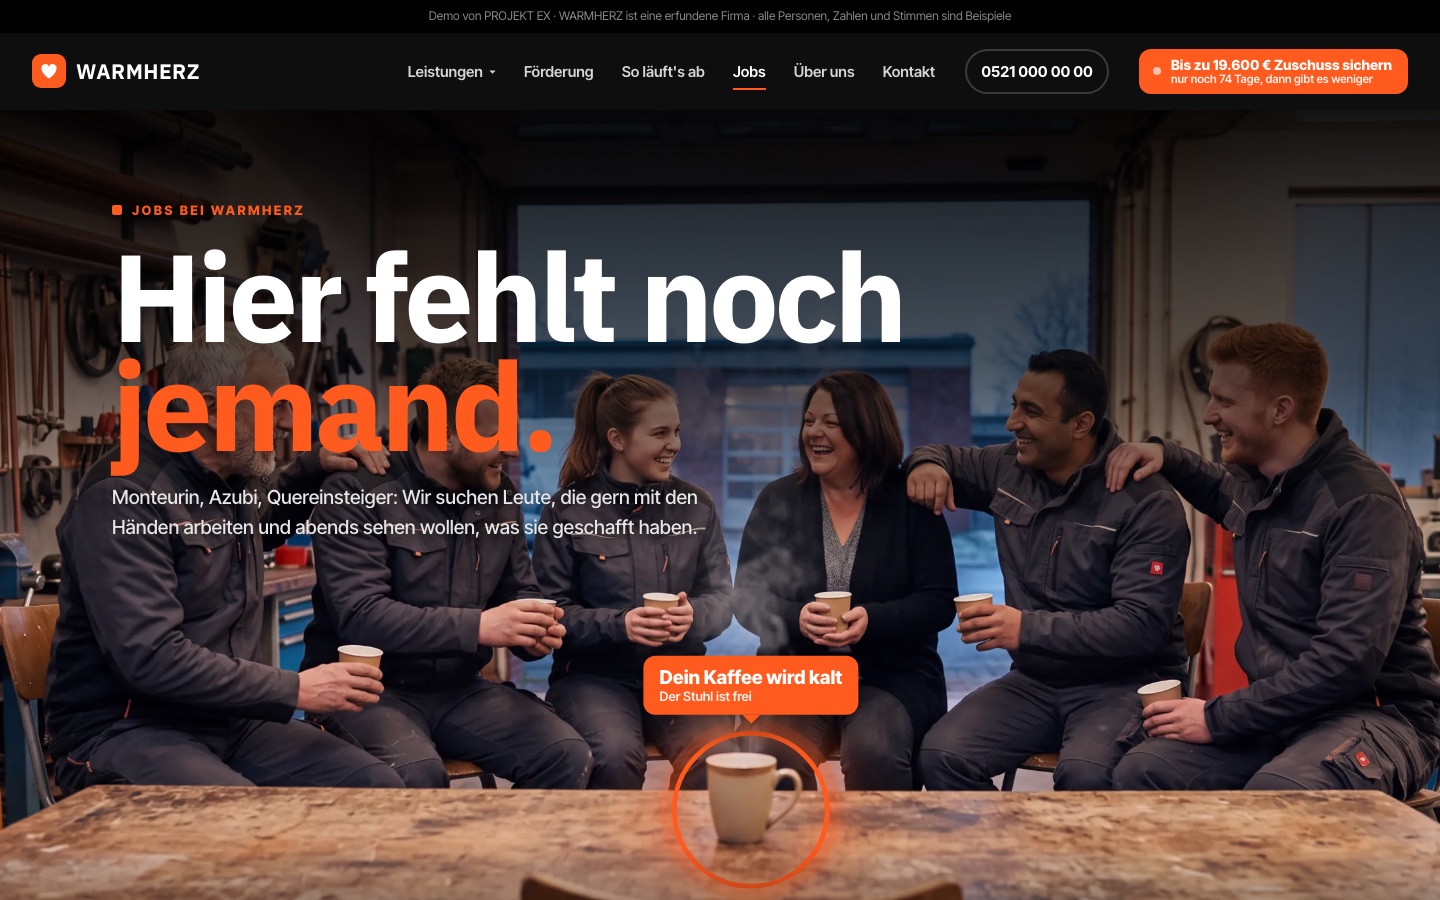 Demo von PROJEKT EX · WARMHERZ ist eine erfundene Firma · alle Personen, Zahlen und Stimmen sind Beispiele
WARMHERZ
Leistungen
Förderung
So läuft's ab
Jobs
Über uns
Kontakt
0521 000 00 00
Bis zu 19.600 € Zuschuss sichern
nur noch 74 Tage, dann gibt es weniger
JOBS BEI WARMHERZ
Hier fehlt noch
jemand.
Monteurin, Azubi, Quereinsteiger: Wir suchen Leute, die gern mit den
Händen arbeiten und abends sehen wollen, was sie geschafft haben.
Dein Kaffee wird kalt
Der Stuhl ist frei